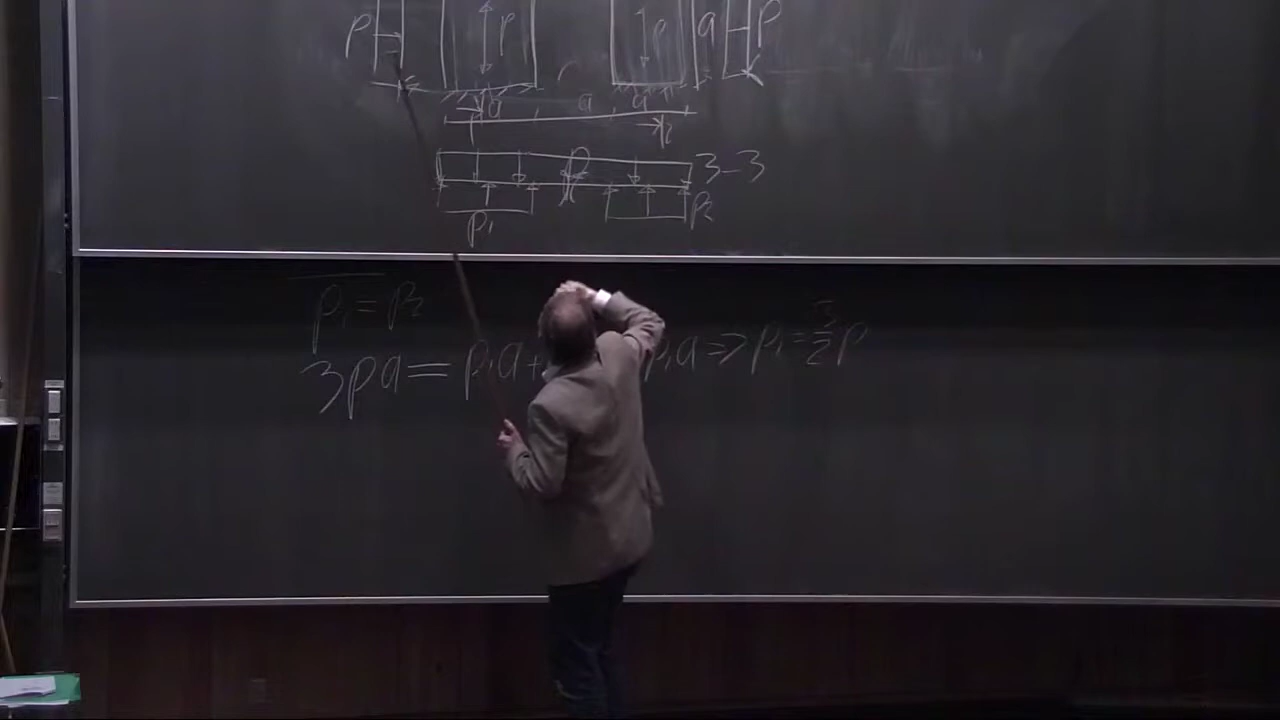 p p p a p
a a a
p 3-3
p₁ p₂
p₁ = p₂
3pa = p₁a + p₁a ⇒ p₁ = 3/2 p